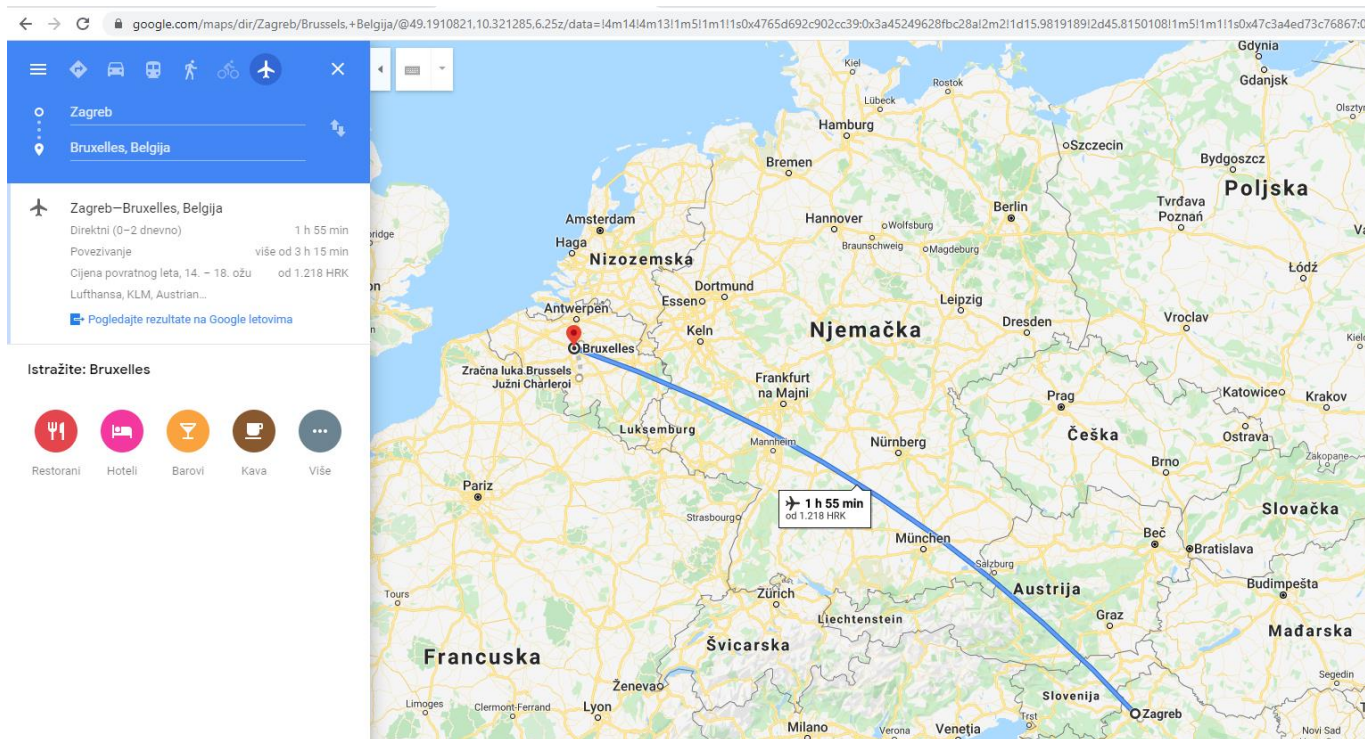 google.com/maps/dir/Zagreb/Brussels,+Belgija/@49.1910821,10.321285,6.25z/data=!4m14!4m13!1m5!1m1!1s0x4765d692c902cc39:0x3a45249628fbc28a!2m2!1d15.9819189!2d45.8150108!1m5!1m1!1s0x47c3a4ed73c76867:0
Zagreb
Bruxelles, Belgija
Zagreb—Bruxelles, Belgija
Direktni (0–2 dnevno) 1 h 55 min
Povezivanje više od 3 h 15 min
Cijena povratnog leta, 14. – 18. ožu od 1.218 HRK
Lufthansa, KLM, Austrian...
Pogledajte rezultate na Google letovima
Istražite: Bruxelles
Restorani Hoteli Barovi Kava Više
Gdynia
Kiel
Gdanjsk
Rostok
Lübeck
Hamburg
Szczecin
Bremen
Bydgoszcz
Poljska
Berlin
Tvrđava
Poznań
Amsterdam
Hannover
Wolfsburg
Haga
Braunschweig
Magdeburg
Nizozemska
Łódź
Dortmund
Essen
Leipzig
Antwerpen
Vroclav
Keln
Njemačka
Dresden
Bruxelles
Zračna luka Brussels
Južni Charleroi
Frankfurt
na Majni
Katowice
Krakov
Prag
Luksemburg
Mannheim
Nürnberg
Češka
Ostrava
Zakopane
Brno
Pariz
1 h 55 min
od 1.218 HRK
Slovačka
Strasbourg
München
Beč
Bratislava
Salzburg
Budimpešta
Tours
Zürich
Austrija
Liechtenstein
Graz
Mađarska
Švicarska
Francuska
Segedin
Ženeva
Slovenija
Limoges
Clermont-Ferrand
Lyon
Zagreb
Trst
Milano
Verona
Venetia
Novi Sad